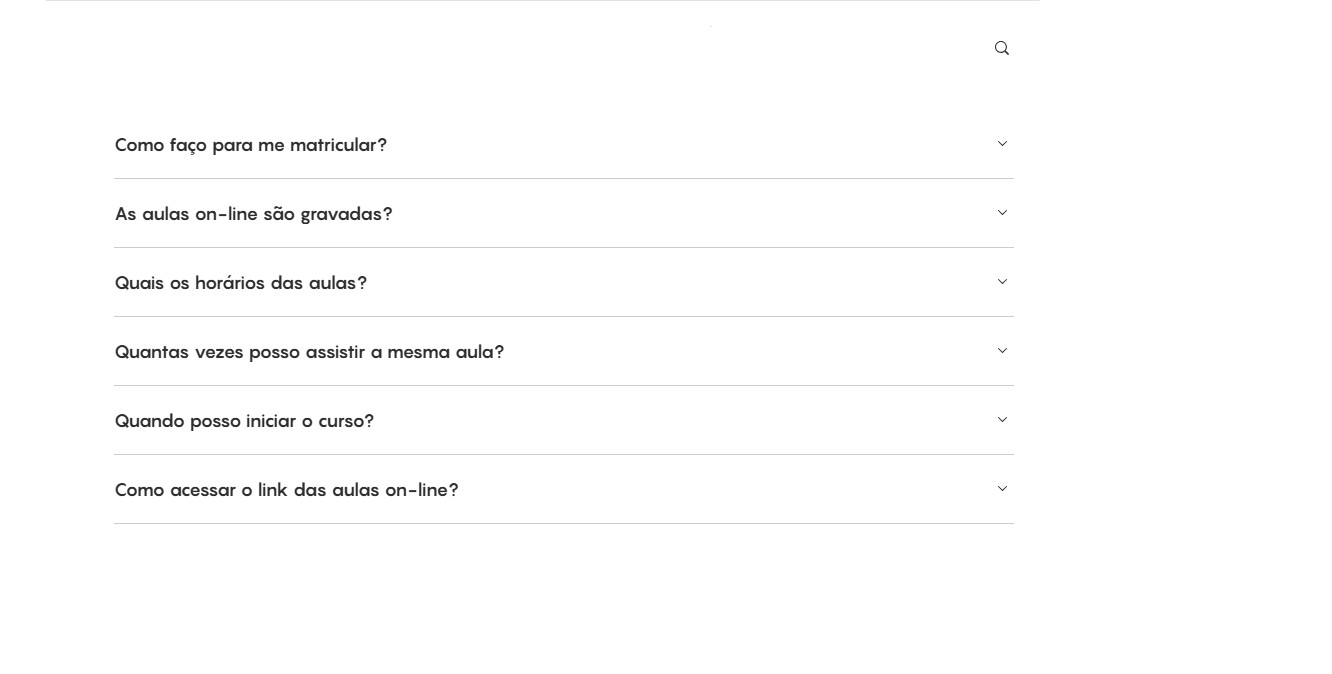 Como faço para me matricular?
As aulas on-line são gravadas?
Quais os horários das aulas?
Quantas vezes posso assistir a mesma aula?
Quando posso iniciar o curso?
Como acessar o link das aulas on-line?